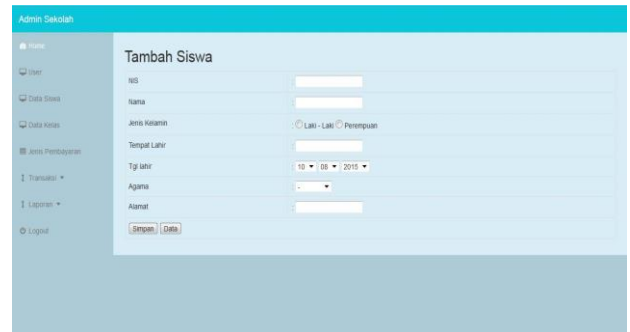 Admin Sekolah
Home
User
Data Siswa
Data Kelas
Jenis Pembayaran
Transaksi
Laporan
Logout
Tambah Siswa
NIS :
Nama :
Jenis Kelamin : Laki - Laki Perempuan
Tempat Lahir :
Tgl lahir : 10 08 2015
Agama : -
Alamat :
Simpan Data